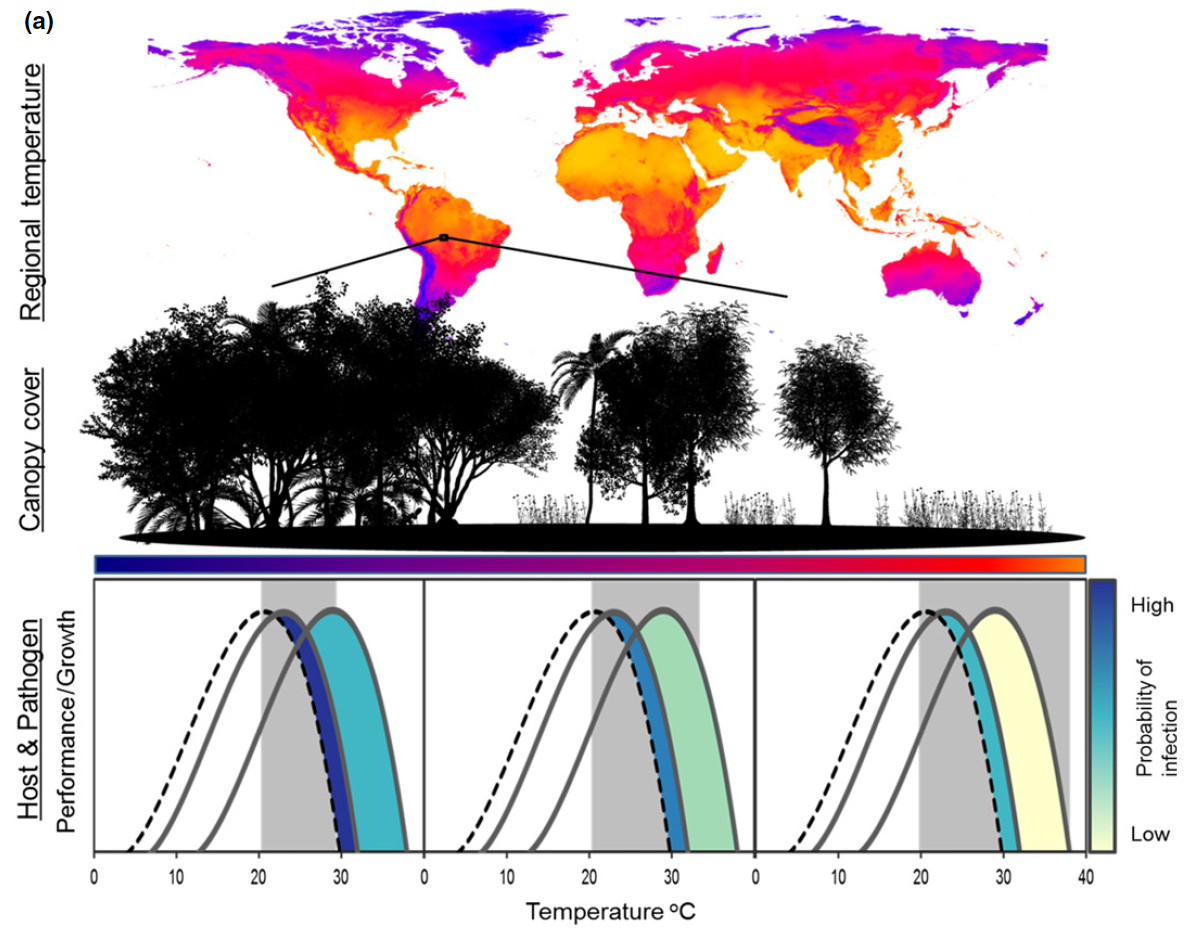 (a)
Regional temperature
Canopy cover
Host & Pathogen
Performance/Growth
High
Probability of
infection
Low
0 10 20 30 0 10 20 30 0 10 20 30 40
Temperature ºC